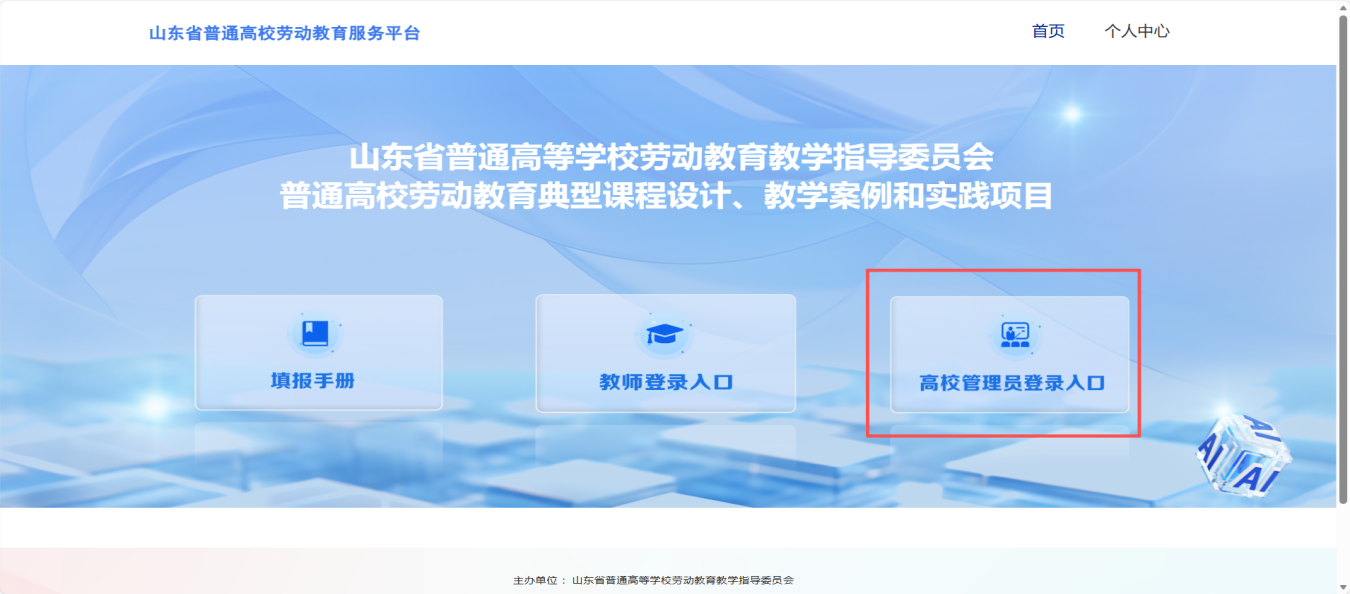 山东省普通高校劳动教育服务平台
首页
个人中心
山东省普通高等学校劳动教育教学指导委员会
普通高校劳动教育典型课程设计、教学案例和实践项目
填报手册
教师登录入口
高校管理员登录入口
AI
AI
AI
主办单位： 山东省普通高等学校劳动教育教学指导委员会